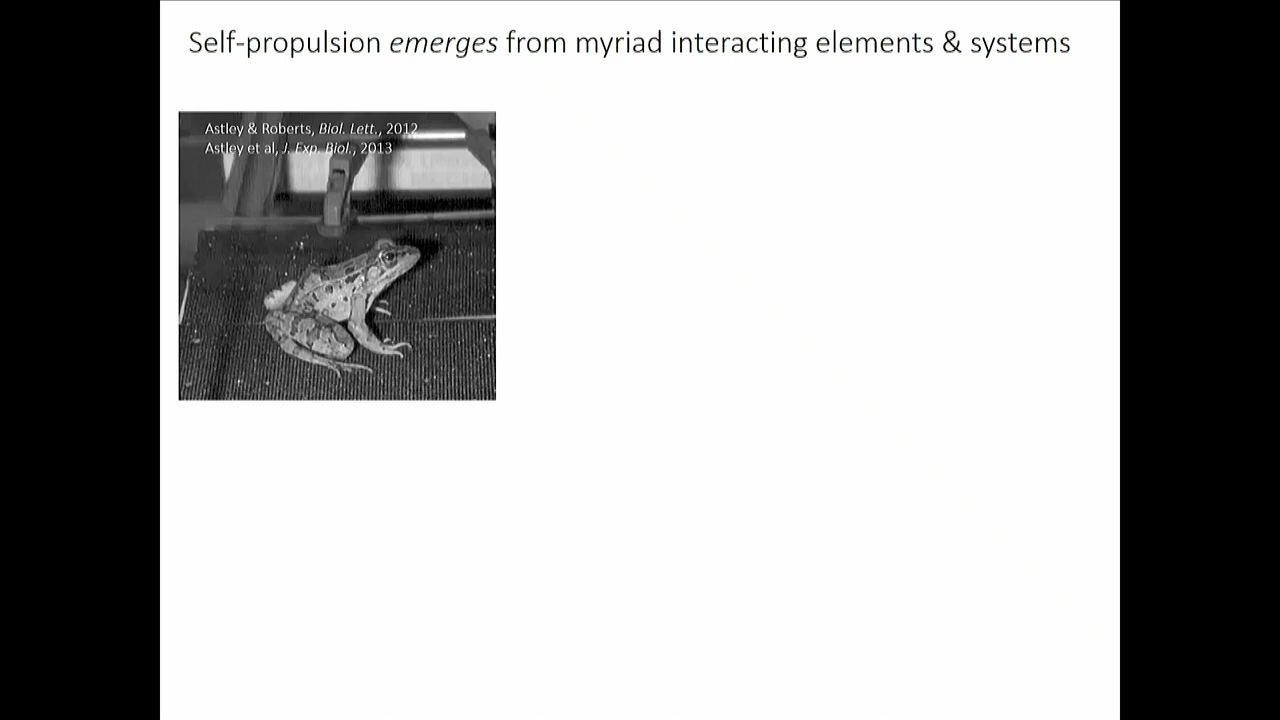 Self-propulsion emerges from myriad interacting elements & systems
Astley & Roberts, Biol. Lett., 2012
Astley et al, J. Exp. Biol., 2013